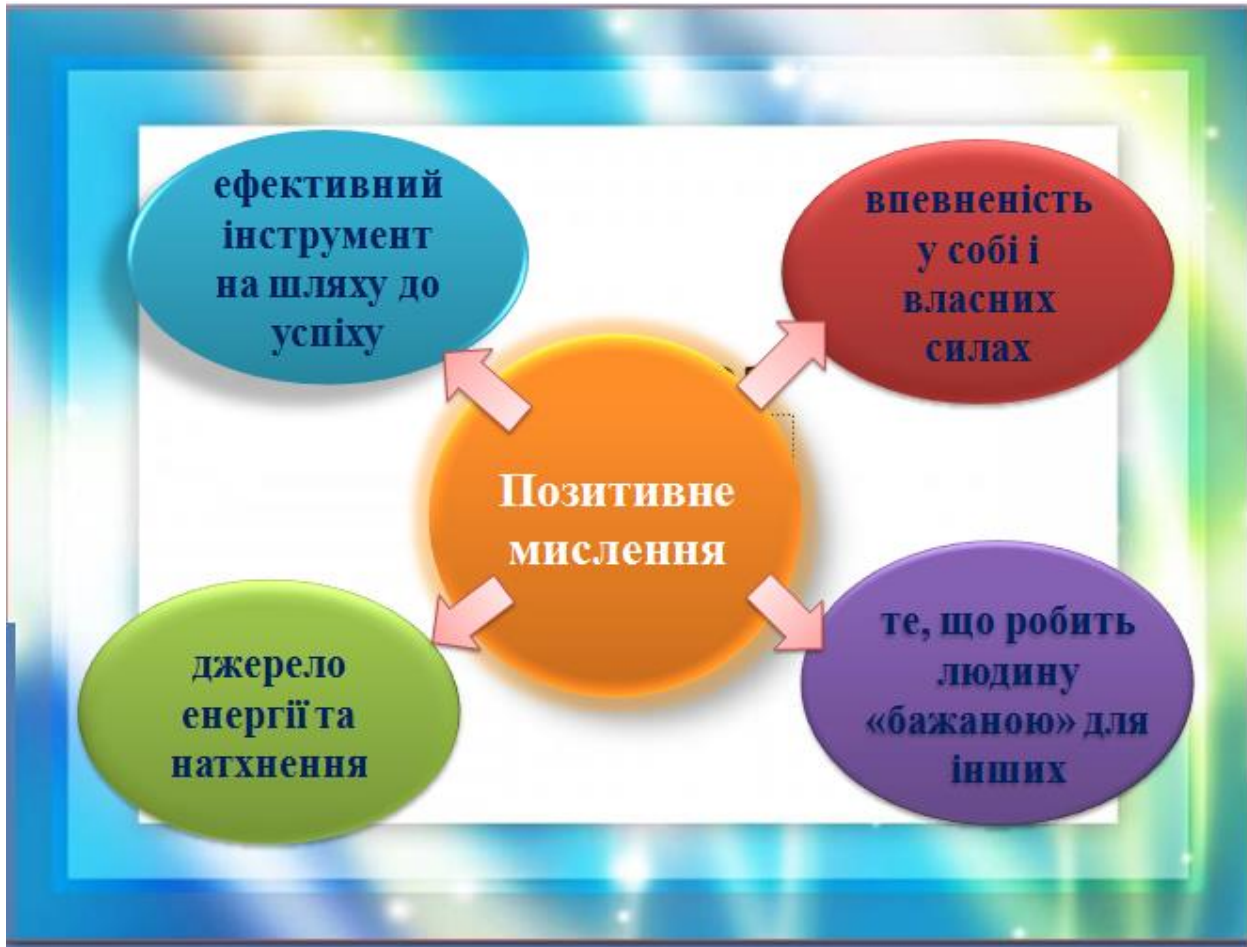 ефективний
інструмент
на шляху до
успіху
впевненість
у собі і
власних
силах
Позитивне
мислення
джерело
енергії та
натхнення
те, що робить
людину
«бажаною» для
інших